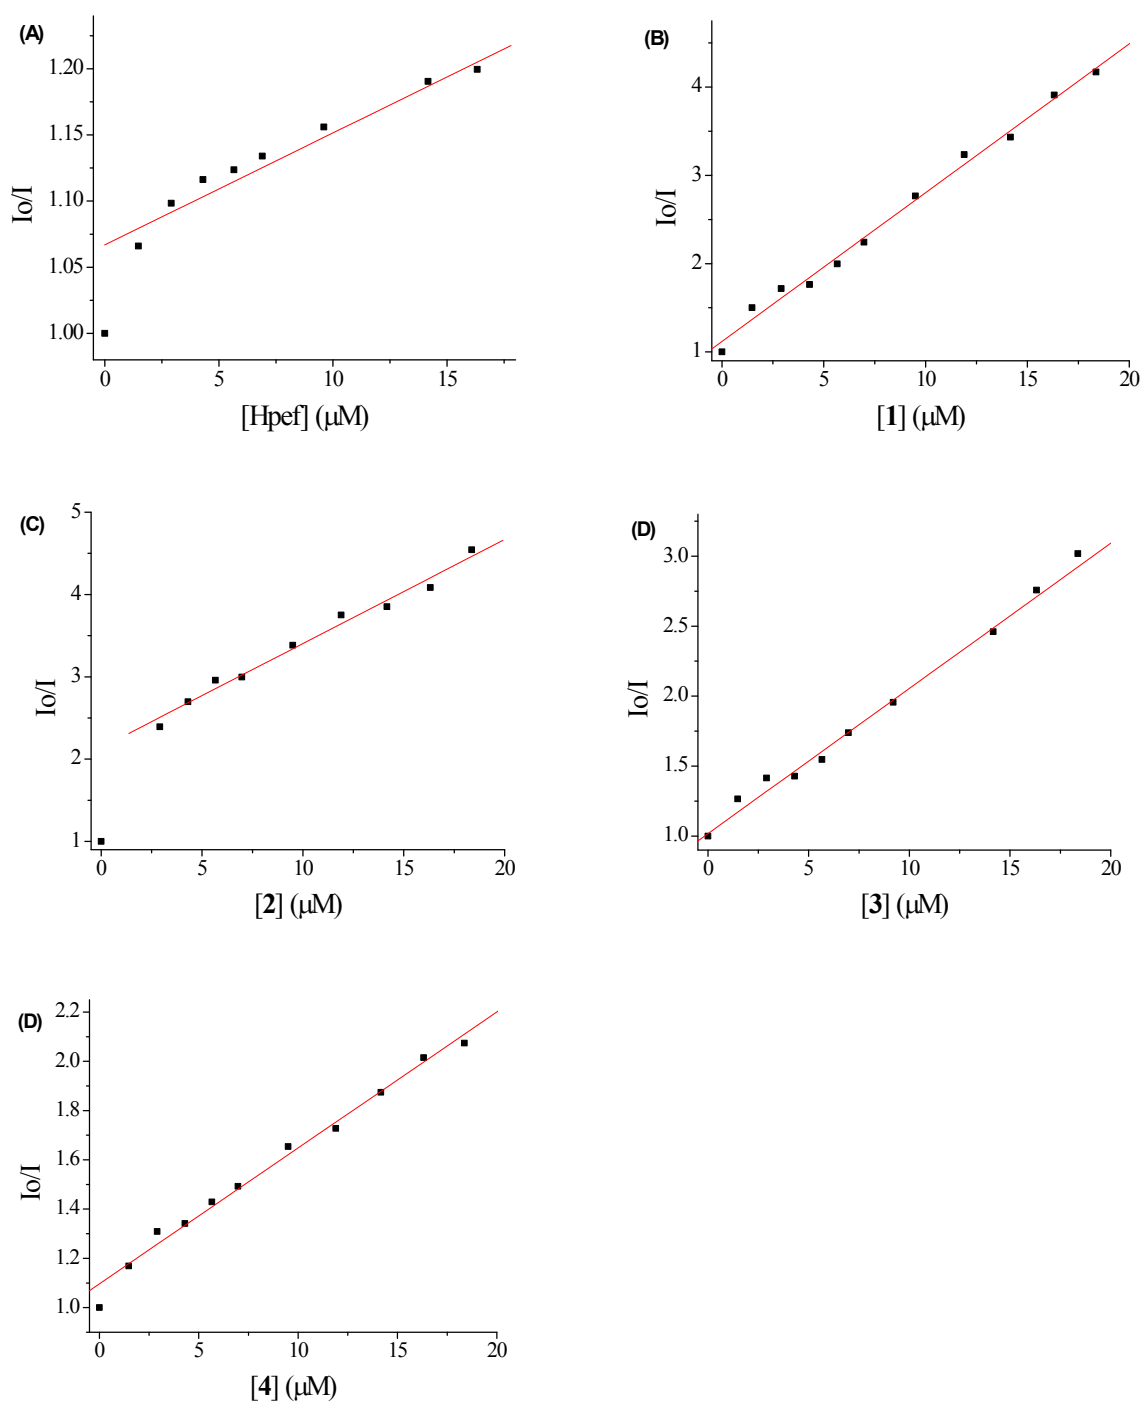 (A)
1.20
1.15
1.10
1.05
1.00
Io/I
0 5 10 15
[Hpef] (μM)
(B)
4
3
2
1
Io/I
0 5 10 15 20
[1] (μM)
(C)
5
4
3
2
1
Io/I
0 5 10 15 20
[2] (μM)
(D)
3.0
2.5
2.0
1.5
1.0
Io/I
0 5 10 15 20
[3] (μM)
(D)
2.2
2.0
1.8
1.6
1.4
1.2
1.0
Io/I
0 5 10 15 20
[4] (μM)